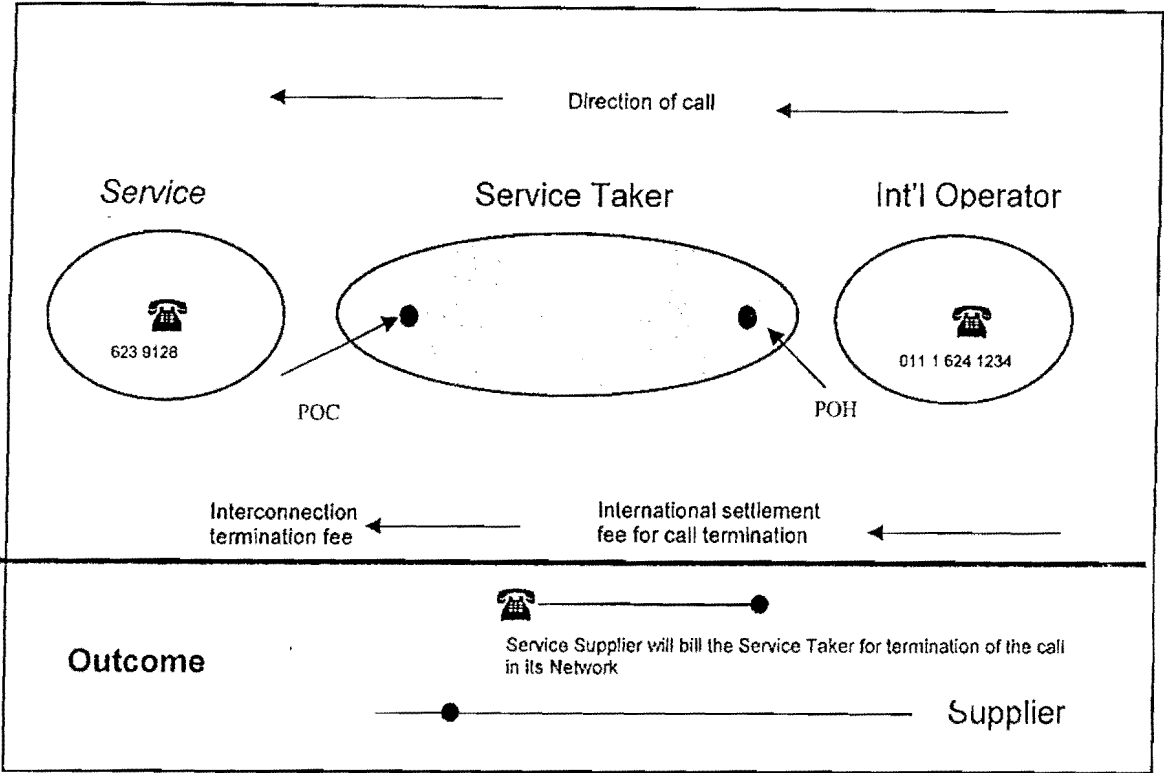 Direction of call
Service
Service Taker
Int'l Operator
623 9128
011 1 624 1234
POC
POH
Interconnection
termination fee
International settlement
fee for call termination
Outcome
Service Supplier will bill the Service Taker for termination of the call
in its Network
Supplier